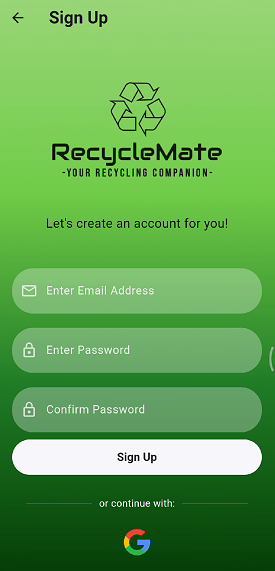 Sign Up
RecycleMate
-YOUR RECYCLING COMPANION-
Let's create an account for you!
Enter Email Address
Enter Password
Confirm Password
Sign Up
or continue with: